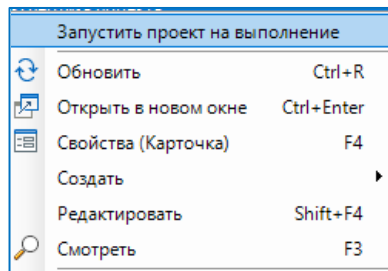 Запустить проект на выполнение
Обновить Ctrl+R
Открыть в новом окне Ctrl+Enter
Свойства (Карточка) F4
Создать
Редактировать Shift+F4
Смотреть F3